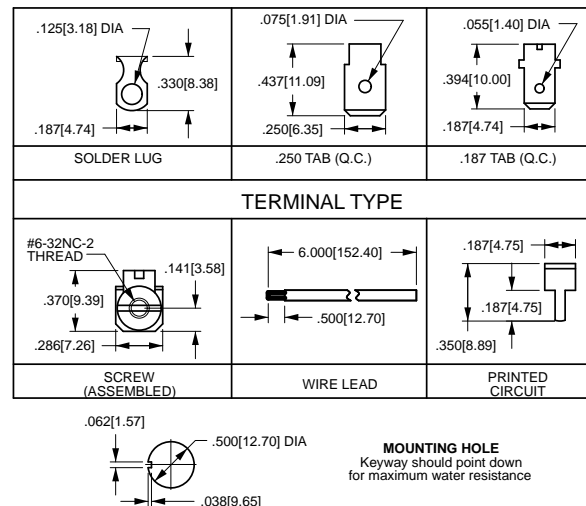 .125[3.18] DIA
.330[8.38]
.187[4.74]
SOLDER LUG
.075[1.91] DIA
.437[11.09]
.250[6.35]
.250 TAB (Q.C.)
.055[1.40] DIA
.394[10.00]
.187[4.74]
.187 TAB (Q.C.)
TERMINAL TYPE
#6-32NC-2
THREAD
.141[3.58]
.370[9.39]
.286[7.26]
SCREW
(ASSEMBLED)
6.000[152.40]
.500[12.70]
WIRE LEAD
.187[4.75]
.187[4.75]
.350[8.89]
PRINTED
CIRCUIT
.062[1.57]
.500[12.70] DIA
.038[9.65]
MOUNTING HOLE
Keyway should point down
for maximum water resistance